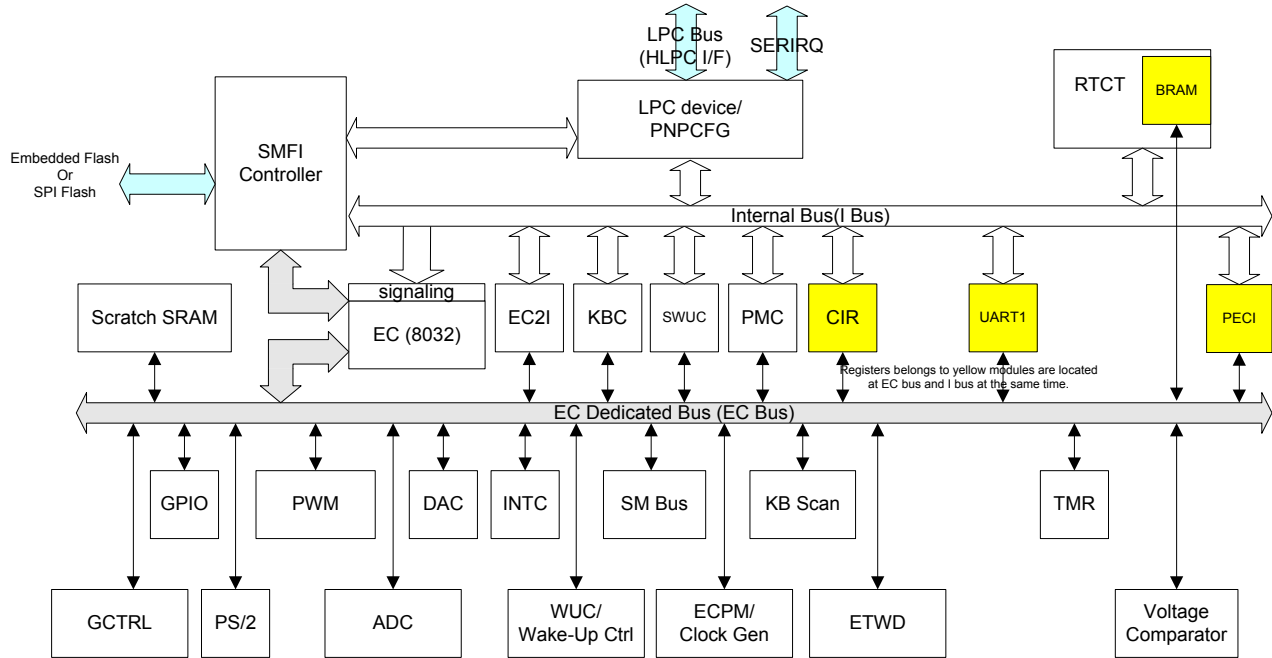 LPC Bus
(HLPC I/F)
SERIRQ
RTCT
BRAM
LPC device/
PNPCFG
SMFI
Controller
Embedded Flash
Or
SPI Flash
Internal Bus(I Bus)
signaling
EC (8032)
Scratch SRAM
EC2I
KBC
SWUC
PMC
CIR
UART1
PECI
Registers belongs to yellow modules are located
at EC bus and I bus at the same time.
EC Dedicated Bus (EC Bus)
GPIO
PWM
DAC
INTC
SM Bus
KB Scan
TMR
GCTRL
PS/2
ADC
WUC/
Wake-Up Ctrl
ECPM/
Clock Gen
ETWD
Voltage
Comparator